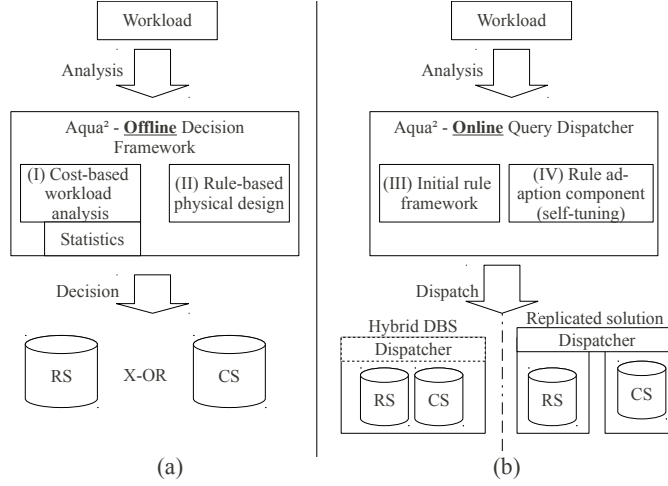 Workload
Analysis
Aqua² - Offline Decision
Framework
(I) Cost-based
workload
analysis
Statistics
(II) Rule-based
physical design
Decision
RS
X-OR
CS
(a)
Workload
Analysis
Aqua² - Online Query Dispatcher
(III) Initial rule
framework
(IV) Rule ad-
aption component
(self-tuning)
Dispatch
Hybrid DBS
Dispatcher
RS
CS
Replicated solution
Dispatcher
RS
CS
(b)